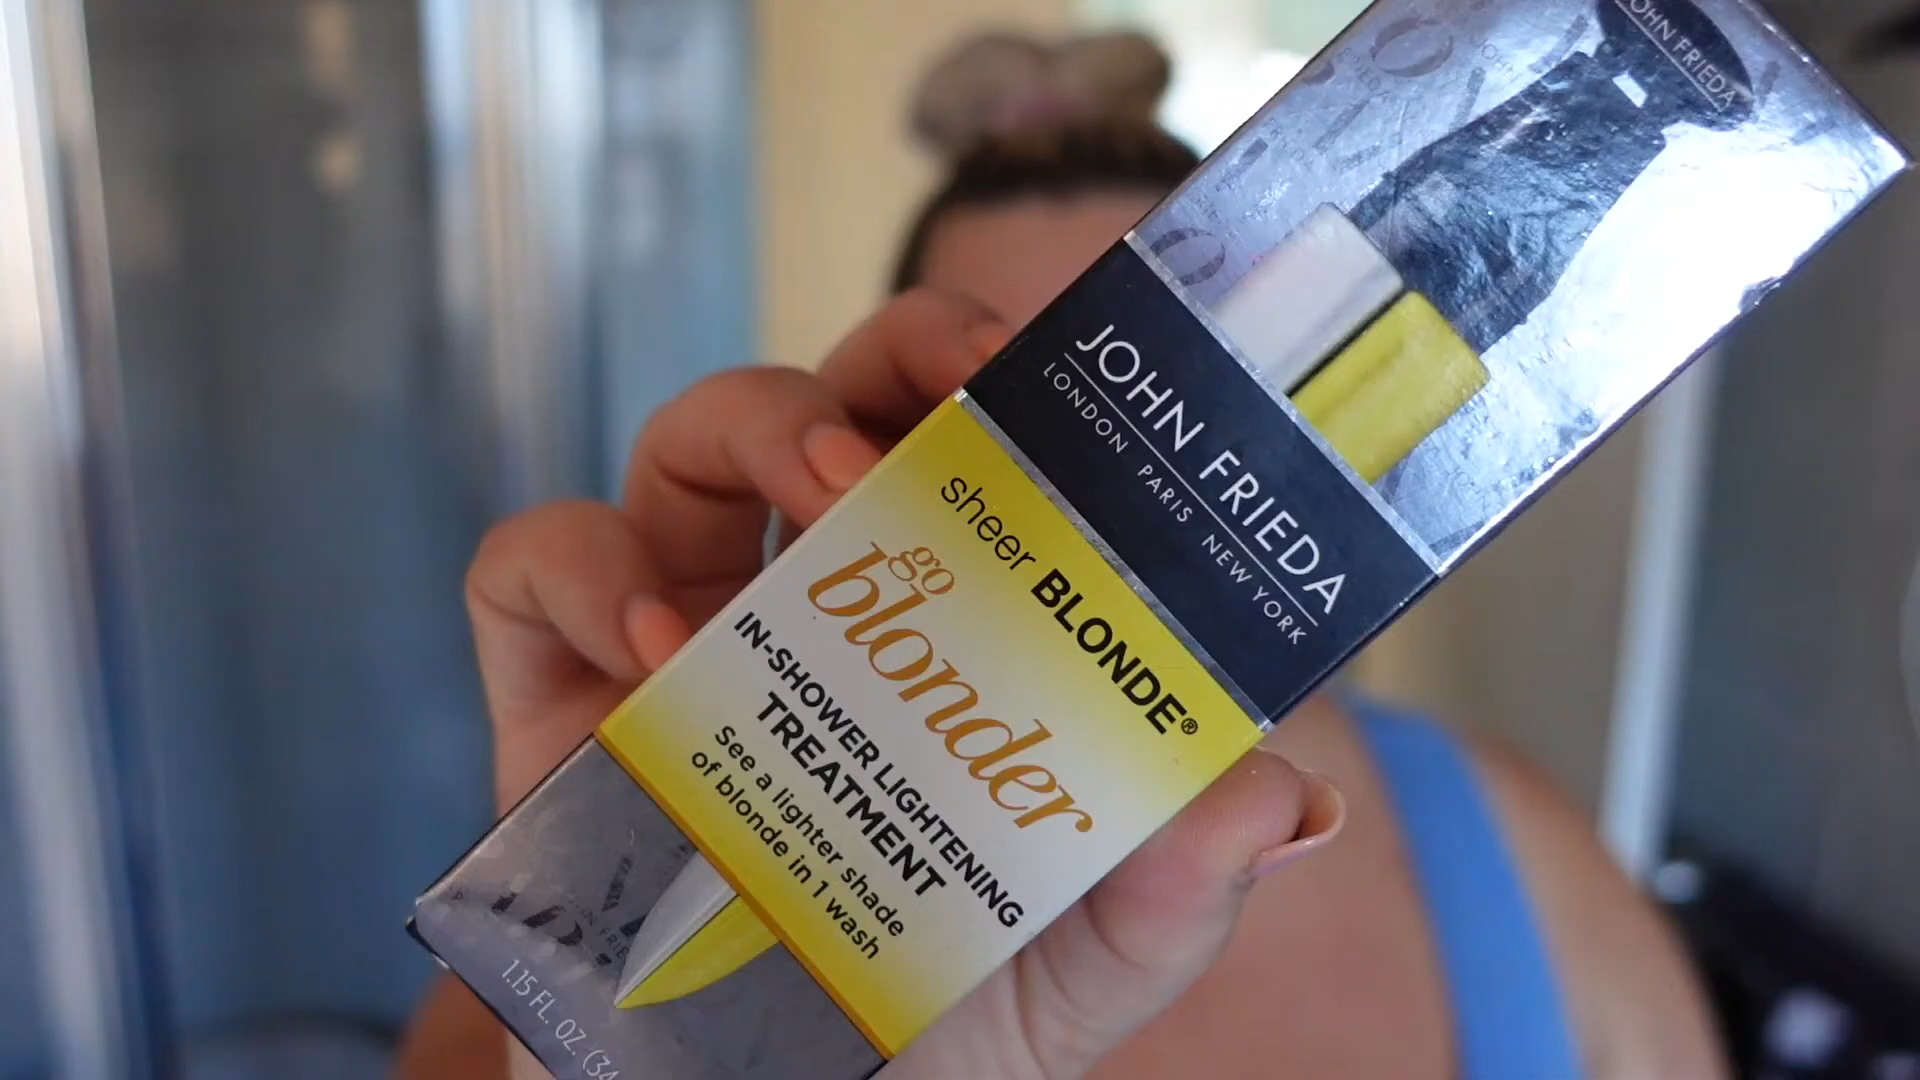 JOHN FRIEDA
JOHN FRIEDA
LONDON PARIS NEW YORK
sheer BLONDE®
go
blonder
IN-SHOWER LIGHTENING
TREATMENT
See a lighter shade
of blonde in 1 wash
1.15 FL. OZ. (34